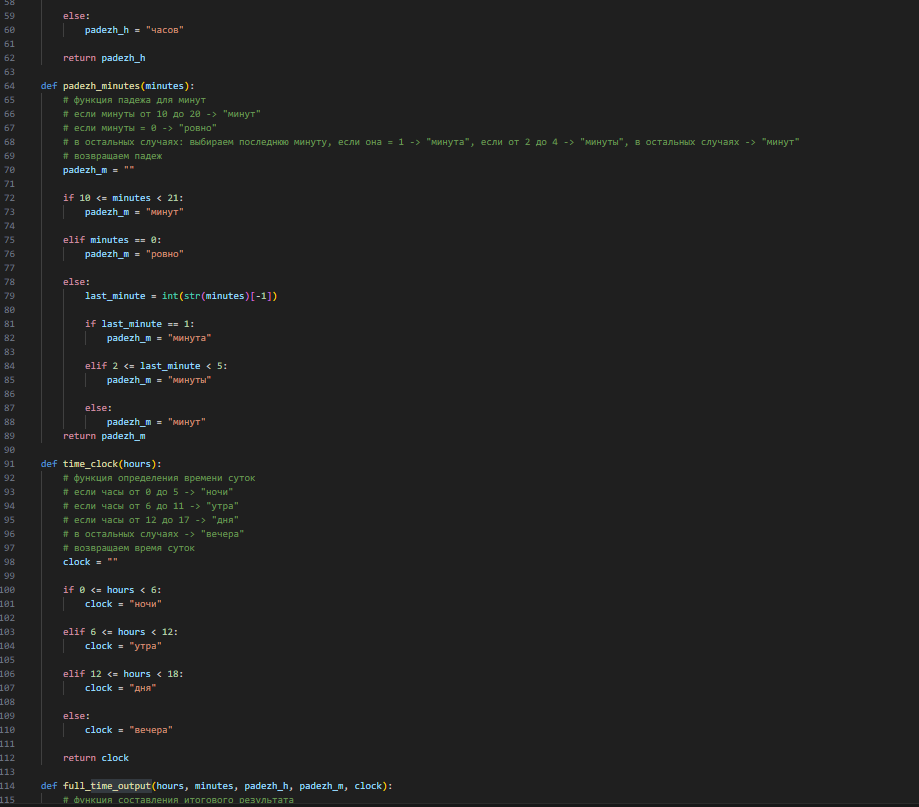 58
59 else:
60 padezh_h = "часов"
61
62 return padezh_h
63
64 def padezh_minutes(minutes):
65 # функция падежа для минут
66 # если минуты от 10 до 20 -> "минут"
67 # если минуты = 0 -> "ровно"
68 # в остальных случаях: выбираем последнюю минуту, если она = 1 -> "минута", если от 2 до 4 -> "минуты", в остальных случаях -> "минут"
69 # возвращаем падеж
70 padezh_m = ""
71
72 if 10 <= minutes < 21:
73 padezh_m = "минут"
74
75 elif minutes == 0:
76 padezh_m = "ровно"
77
78 else:
79 last_minute = int(str(minutes)[-1])
80
81 if last_minute == 1:
82 padezh_m = "минута"
83
84 elif 2 <= last_minute < 5:
85 padezh_m = "минуты"
86
87 else:
88 padezh_m = "минут"
89 return padezh_m
90
91 def time_clock(hours):
92 # функция определения времени суток
93 # если часы от 0 до 5 -> "ночи"
94 # если часы от 6 до 11 -> "утра"
95 # если часы от 12 до 17 -> "дня"
96 # в остальных случаях -> "вечера"
97 # возвращаем время суток
98 clock = ""
99
100 if 0 <= hours < 6:
101 clock = "ночи"
102
103 elif 6 <= hours < 12:
104 clock = "утра"
105
106 elif 12 <= hours < 18:
107 clock = "дня"
108
109 else:
110 clock = "вечера"
111
112 return clock
113
114 def full_time_output(hours, minutes, padezh_h, padezh_m, clock):
115 # функция составления итогового результата